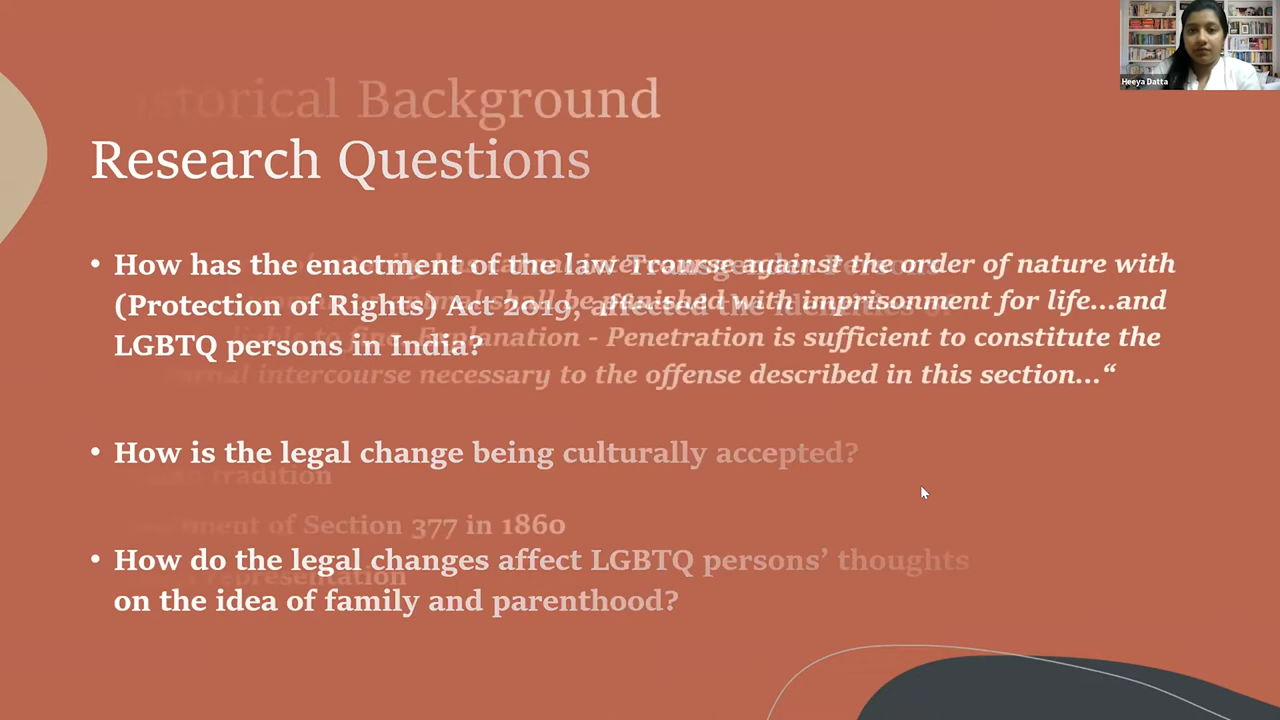 Historical Background
Research Questions
Heeya Datta
• How has the enactment of the law Transgender Persons
(Protection of Rights) Act 2019, affected the identities of
LGBTQ persons in India?
intercourse against the order of nature with
animal shall be punished with imprisonment for life…and
liable to fine. Explanation - Penetration is sufficient to constitute the
intercourse necessary to the offense described in this section…“
• How is the legal change being culturally accepted?
tradition
of Section 377 in 1860
representation
• How do the legal changes affect LGBTQ persons’ thoughts
on the idea of family and parenthood?